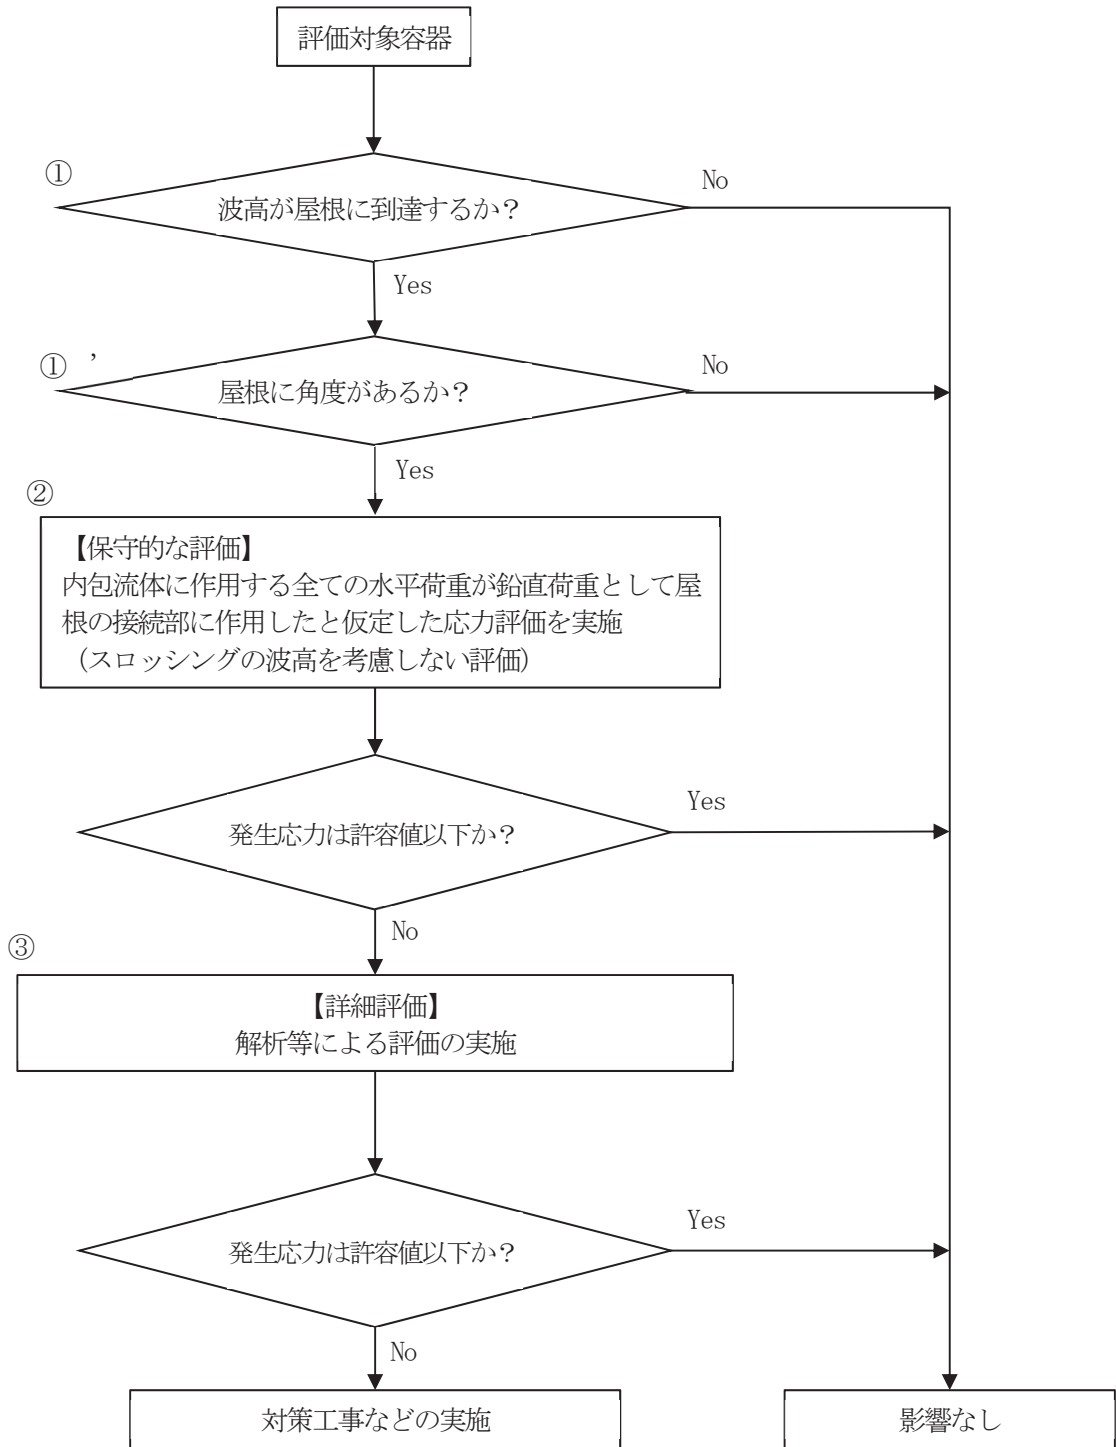 評価対象容器
①
波高が屋根に到達するか?
No
Yes
①’
屋根に角度があるか?
No
Yes
②
【保守的な評価】
内包流体に作用する全ての水平荷重が鉛直荷重として屋
根の接続部に作用したと仮定した応力評価を実施
(スロッシングの波高を考慮しない評価)
発生応力は許容値以下か?
Yes
No
③
【詳細評価】
解析等による評価の実施
発生応力は許容値以下か?
Yes
No
対策工事などの実施
影響なし